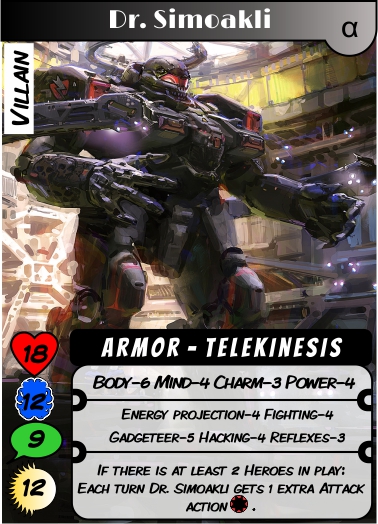 Dr. Simoakli
α
Villain
18
Armor - Telekinesis
12
Body-6 Mind-4 Charm-3 Power-4
Energy projection-4 Fighting-4
9
Gadgeteer-5 Hacking-4 Reflexes-3
12
If there is at least 2 Heroes in play:
Each turn Dr. Simoakli gets 1 extra Attack
action .